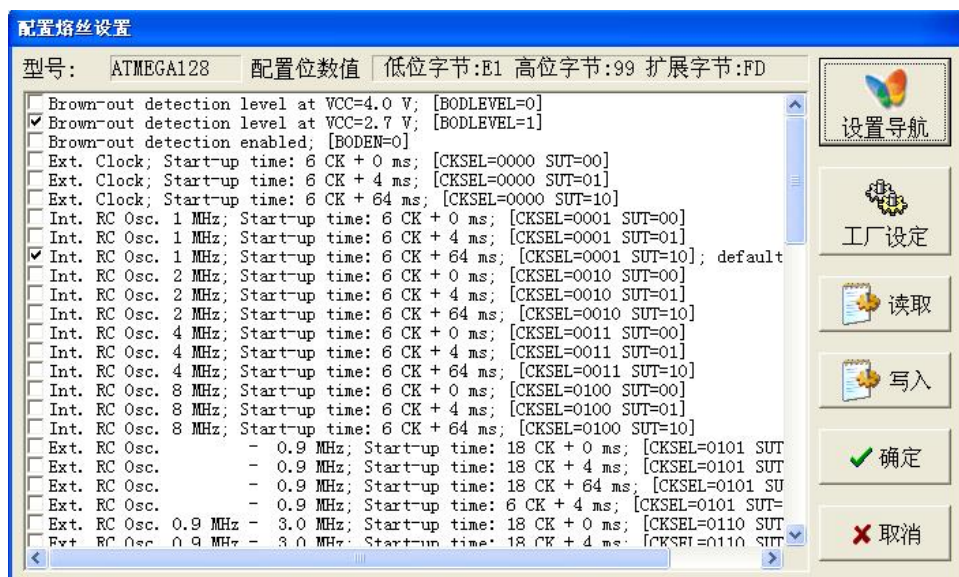 配置熔丝设置
型号: ATMEGA128 配置位数值 低位字节:E1 高位字节:99 扩展字节:FD
Brown-out detection level at VCC=4.0 V; [BODLEVEL=0]
Brown-out detection level at VCC=2.7 V; [BODLEVEL=1]
Brown-out detection enabled; [BODEN=0]
Ext. Clock; Start-up time: 6 CK + 0 ms; [CKSEL=0000 SUT=00]
Ext. Clock; Start-up time: 6 CK + 4 ms; [CKSEL=0000 SUT=01]
Ext. Clock; Start-up time: 6 CK + 64 ms; [CKSEL=0000 SUT=10]
Int. RC Osc. 1 MHz; Start-up time: 6 CK + 0 ms; [CKSEL=0001 SUT=00]
Int. RC Osc. 1 MHz; Start-up time: 6 CK + 4 ms; [CKSEL=0001 SUT=01]
Int. RC Osc. 1 MHz; Start-up time: 6 CK + 64 ms; [CKSEL=0001 SUT=10]; default
Int. RC Osc. 2 MHz; Start-up time: 6 CK + 0 ms; [CKSEL=0010 SUT=00]
Int. RC Osc. 2 MHz; Start-up time: 6 CK + 4 ms; [CKSEL=0010 SUT=01]
Int. RC Osc. 2 MHz; Start-up time: 6 CK + 64 ms; [CKSEL=0010 SUT=10]
Int. RC Osc. 4 MHz; Start-up time: 6 CK + 0 ms; [CKSEL=0011 SUT=00]
Int. RC Osc. 4 MHz; Start-up time: 6 CK + 4 ms; [CKSEL=0011 SUT=01]
Int. RC Osc. 4 MHz; Start-up time: 6 CK + 64 ms; [CKSEL=0011 SUT=10]
Int. RC Osc. 8 MHz; Start-up time: 6 CK + 0 ms; [CKSEL=0100 SUT=00]
Int. RC Osc. 8 MHz; Start-up time: 6 CK + 4 ms; [CKSEL=0100 SUT=01]
Int. RC Osc. 8 MHz; Start-up time: 6 CK + 64 ms; [CKSEL=0100 SUT=10]
Ext. RC Osc. - 0.9 MHz; Start-up time: 18 CK + 0 ms; [CKSEL=0101 SUT
Ext. RC Osc. - 0.9 MHz; Start-up time: 18 CK + 4 ms; [CKSEL=0101 SUT
Ext. RC Osc. - 0.9 MHz; Start-up time: 18 CK + 64 ms; [CKSEL=0101 SU
Ext. RC Osc. - 0.9 MHz; Start-up time: 6 CK + 4 ms; [CKSEL=0101 SUT=
Ext. RC Osc. 0.9 MHz - 3.0 MHz; Start-up time: 18 CK + 0 ms; [CKSEL=0110 SUT
Ext. RC Osc. 0.9 MHz - 3.0 MHz; Start-up time: 18 CK + 4 ms; [CKSEL=0110 SUT
设置导航
工厂设定
读取
写入
确定
取消